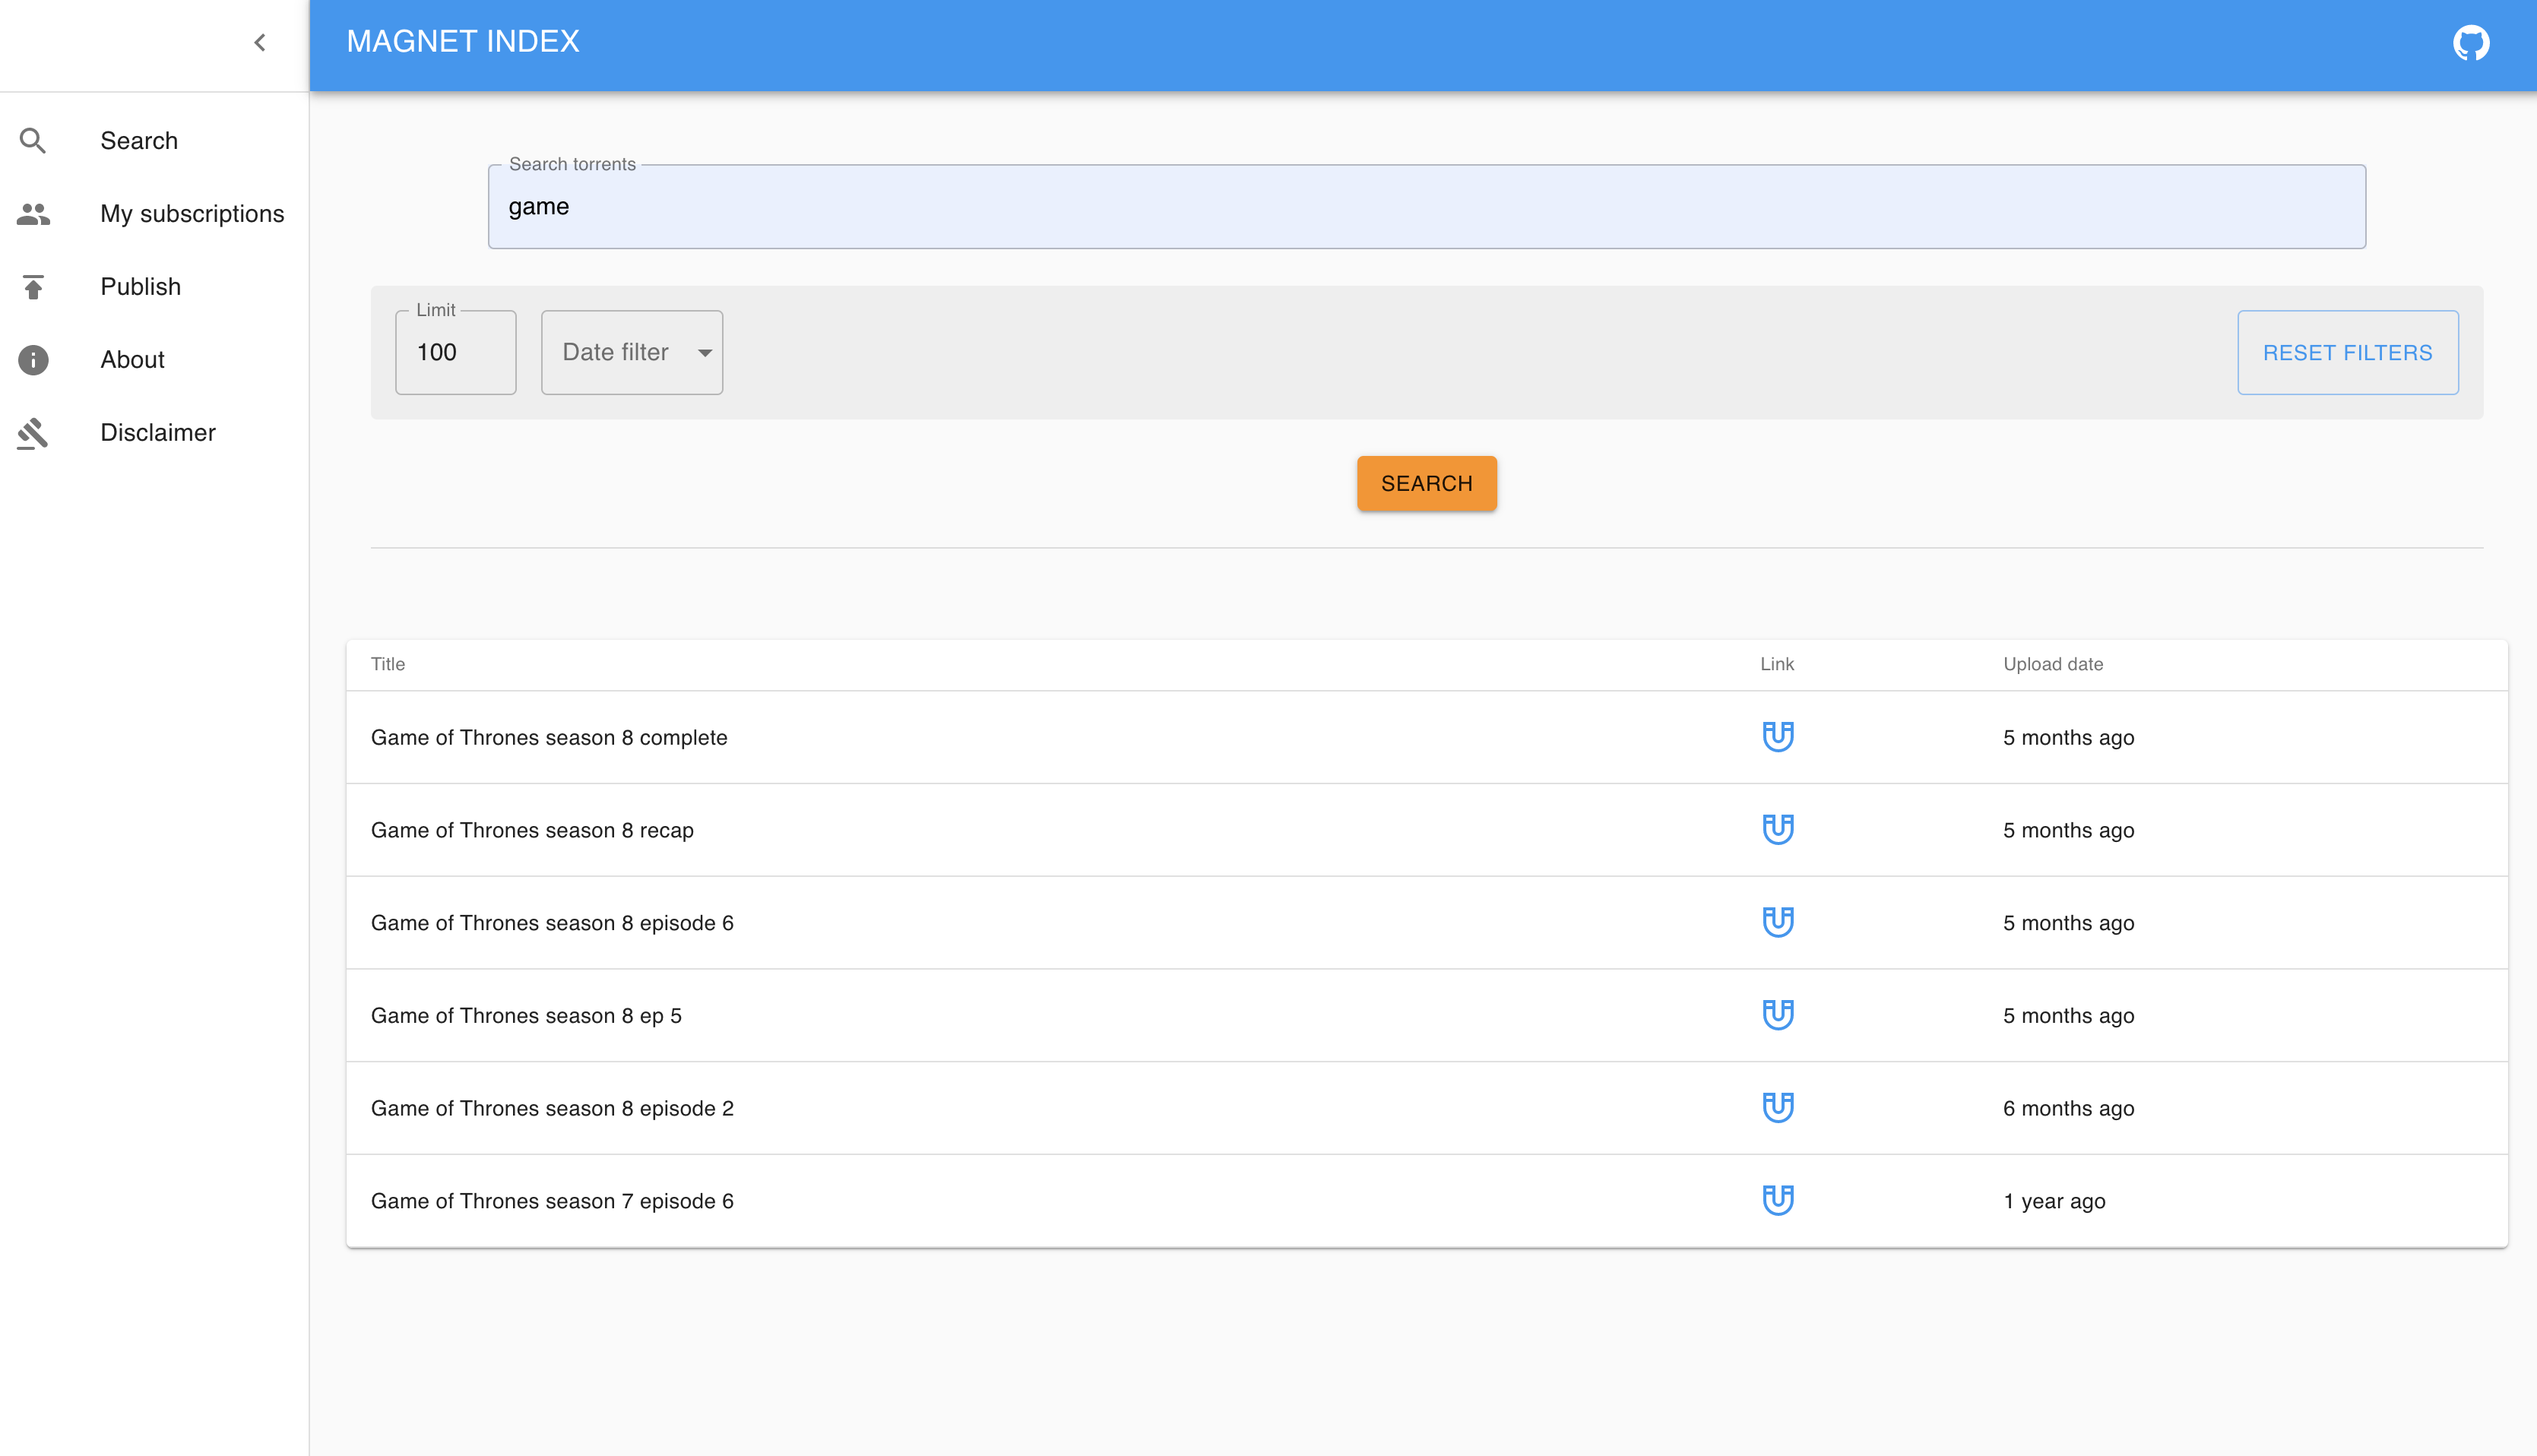 MAGNET INDEX
Search
My subscriptions
Publish
About
Disclaimer
Search torrents
game
Limit
100
Date filter
RESET FILTERS
SEARCH
Title Link Upload date
Game of Thrones season 8 complete 5 months ago
Game of Thrones season 8 recap 5 months ago
Game of Thrones season 8 episode 6 5 months ago
Game of Thrones season 8 ep 5 5 months ago
Game of Thrones season 8 episode 2 6 months ago
Game of Thrones season 7 episode 6 1 year ago